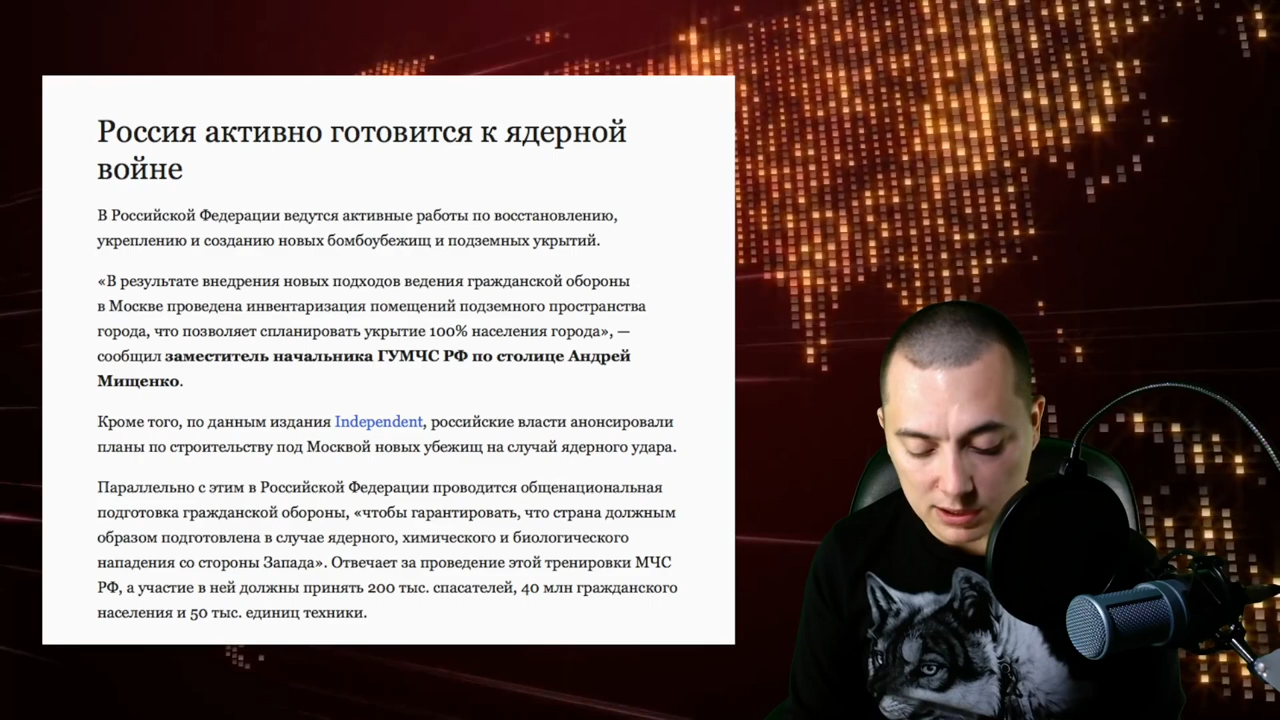 Россия активно готовится к ядерной
войне
В Российской Федерации ведутся активные работы по восстановлению,
укреплению и созданию новых бомбоубежищ и подземных укрытий.
«В результате внедрения новых подходов ведения гражданской обороны
в Москве проведена инвентаризация помещений подземного пространства
города, что позволяет спланировать укрытие 100% населения города», —
сообщил заместитель начальника ГУМЧС РФ по столице Андрей
Мищенко.
Кроме того, по данным издания Independent, российские власти анонсировали
планы по строительству под Москвой новых убежищ на случай ядерного удара.
Параллельно с этим в Российской Федерации проводится общенациональная
подготовка гражданской обороны, «чтобы гарантировать, что страна должным
образом подготовлена в случае ядерного, химического и биологического
нападения со стороны Запада». Отвечает за проведение этой тренировки МЧС
РФ, а участие в ней должны принять 200 тыс. спасателей, 40 млн гражданского
населения и 50 тыс. единиц техники.